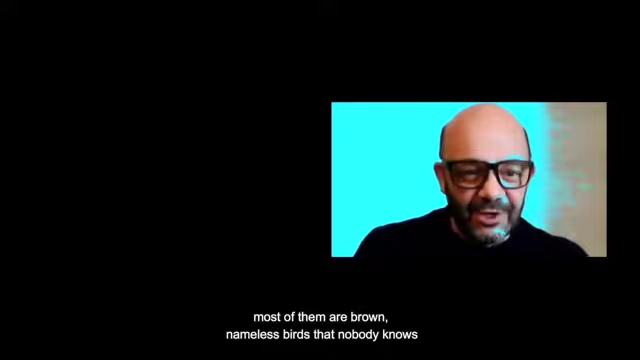 most of them are brown,
nameless birds that nobody knows